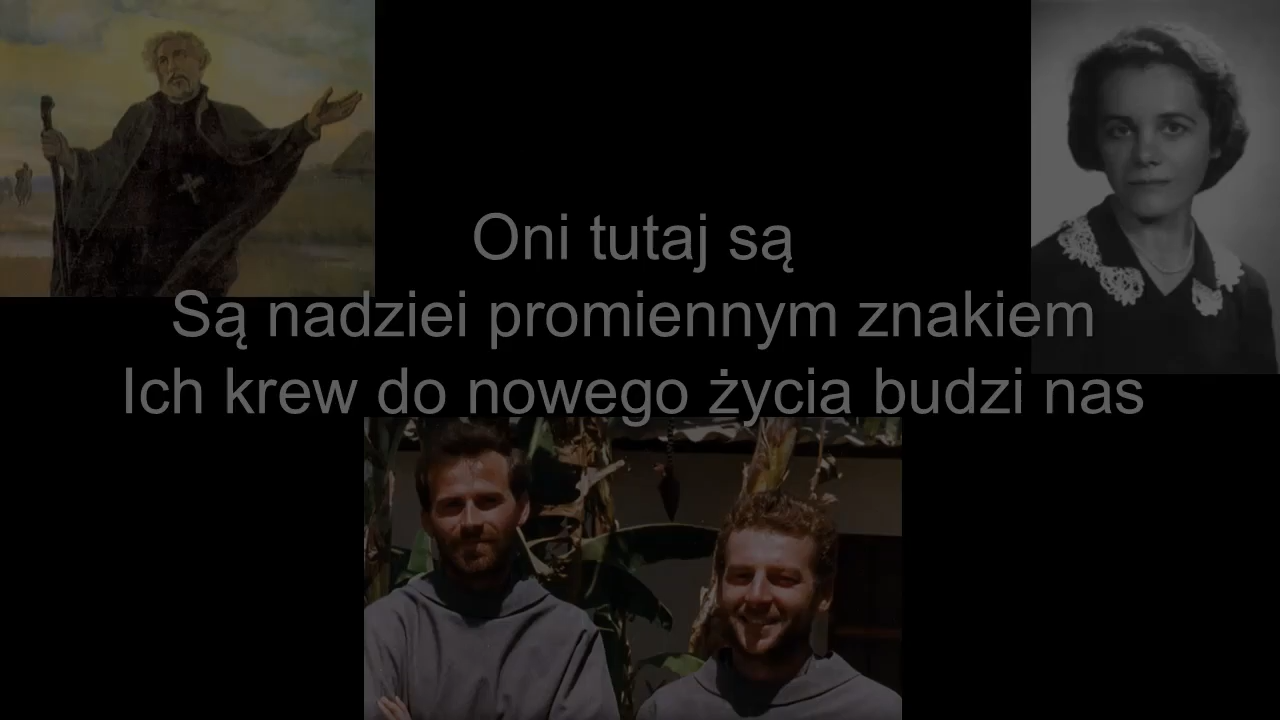 Oni tutaj są
Są nadziei promiennym znakiem
Ich krew do nowego życia budzi nas